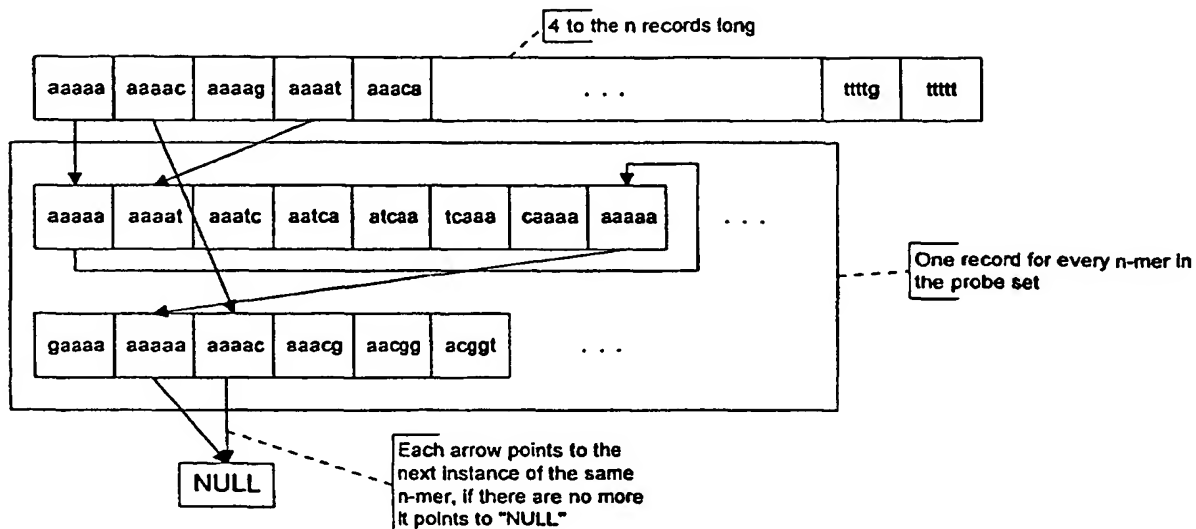 4 to the n records long
aaaaa aaaac aaaag aaaat aaaca . . . ttttg ttttt
aaaaa aaaat aaatc aatca atcaa tcaaa caaaa aaaaa . . .
One record for every n-mer in
the probe set
gaaaa aaaaa aaaac aaacg aacgg acggt . . .
Each arrow points to the
next instance of the same
n-mer, if there are no more
it points to "NULL"
NULL